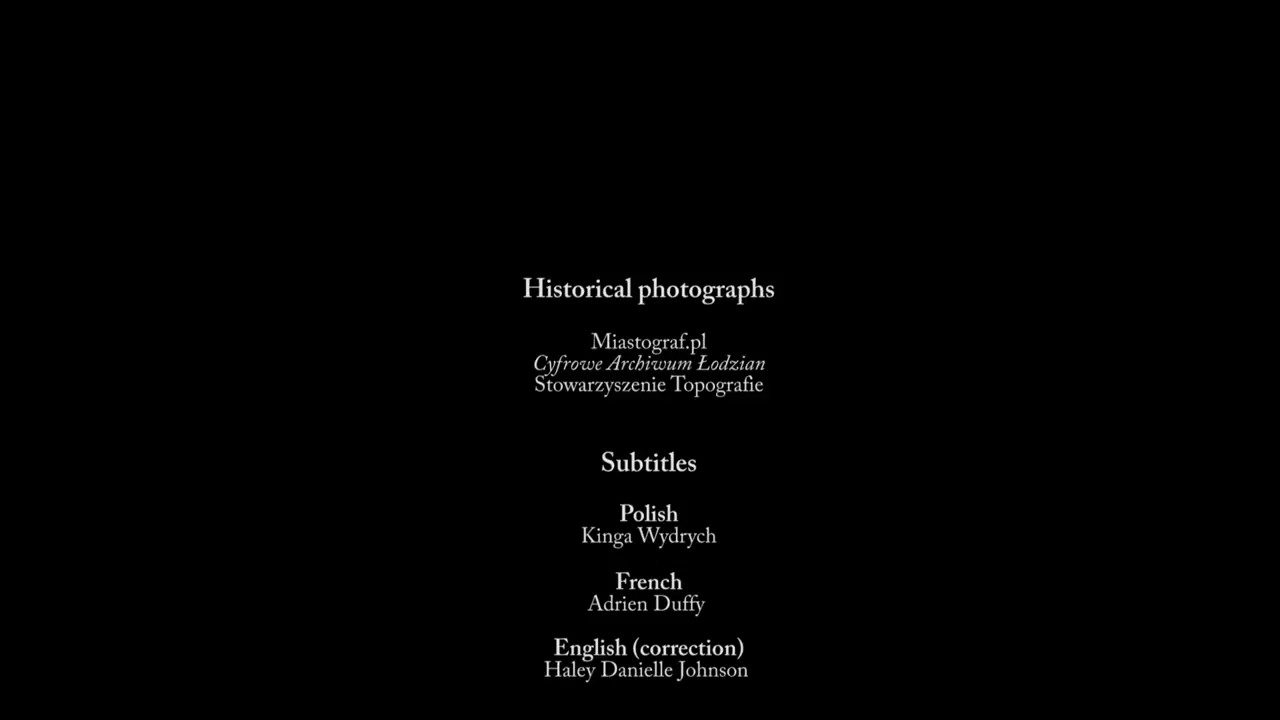 Historical photographs
Miastograf.pl
Cyfrowe Archiwum Łodzian
Stowarzyszenie Topografie
Subtitles
Polish
Kinga Wydrych
French
Adrien Duffy
English (correction)
Haley Danielle Johnson